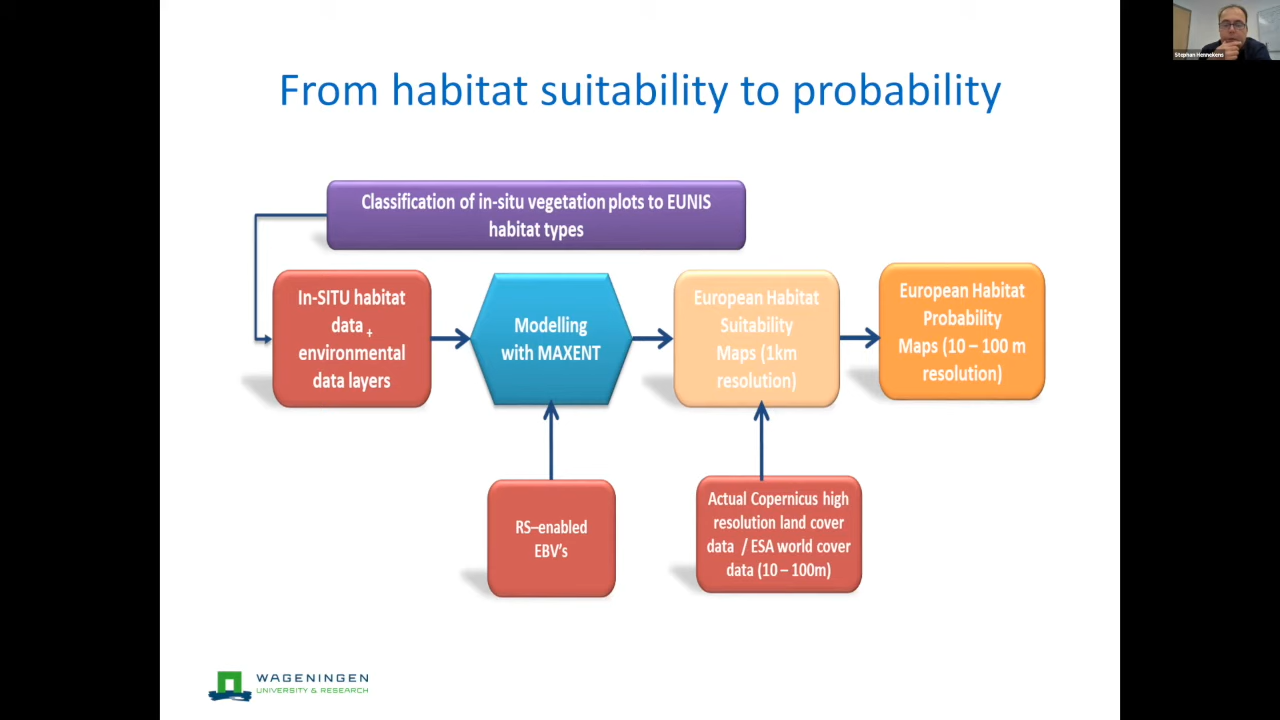 From habitat suitability to probability
Stephan Hennekens
Classification of in-situ vegetation plots to EUNIS
habitat types
In-SITU habitat
data +
environmental
data layers
Modelling
with MAXENT
European Habitat
Suitability
Maps (1km
resolution)
European Habitat
Probability
Maps (10 – 100 m
resolution)
RS–enabled
EBV's
Actual Copernicus high
resolution land cover
data / ESA world cover
data (10 – 100m)
WAGENINGEN
UNIVERSITY & RESEARCH